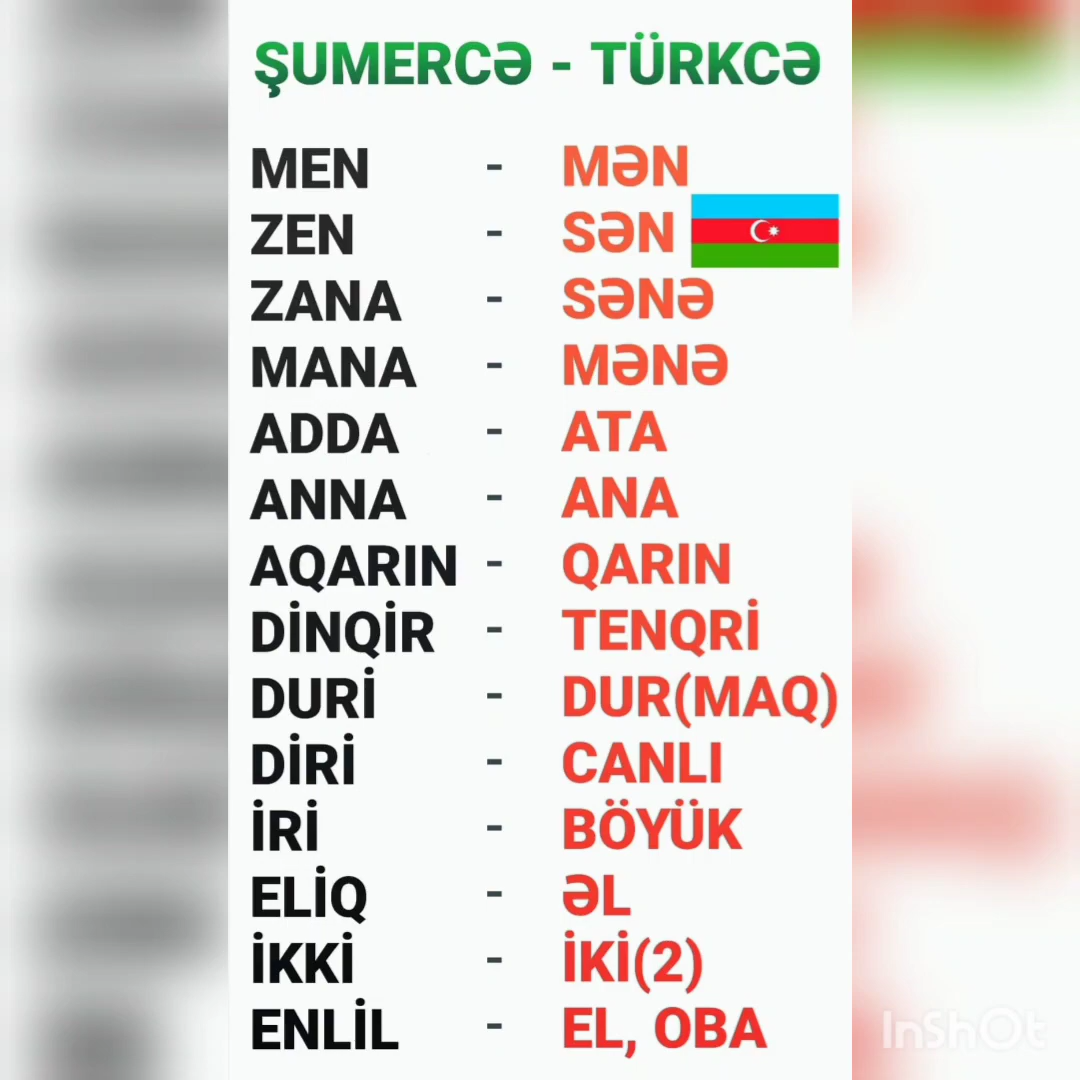 ŞUMERCƏ - TÜRKCƏ
MEN - MƏN
ZEN - SƏN
ZANA - SƏNƏ
MANA - MƏNƏ
ADDA - ATA
ANNA - ANA
AQARIN - QARIN
DİNQİR - TENQRİ
DURİ - DUR(MAQ)
DİRİ - CANLI
İRİ - BÖYÜK
ELİQ - ƏL
İKKİ - İKİ(2)
ENLİL - EL, OBA
InShOt